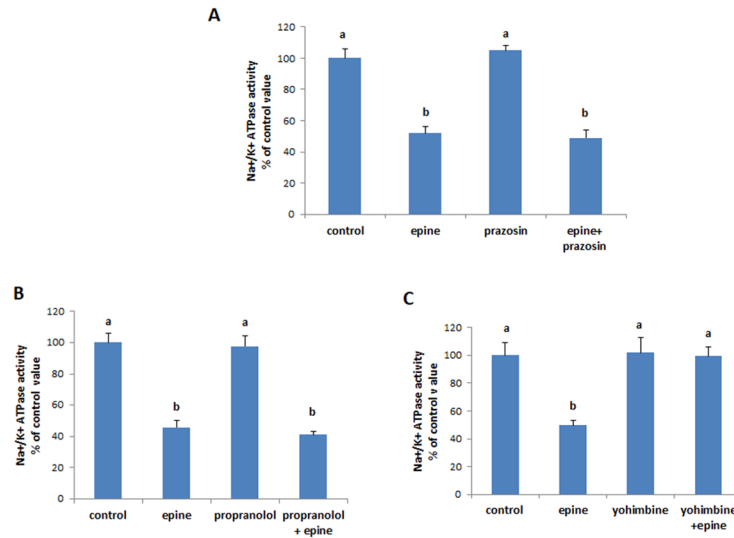 A
Na+/K+ ATPase activity
% of control value
120
100
80
60
40
20
0
a
b
a
b
control
epine
prazosin
epine+
prazosin
B
Na+/K+ ATPase activity
% of control value
120
100
80
60
40
20
0
a
b
a
b
control
epine
propranolol
propranolol
+ epine
C
Na+/K+ ATPase activity
% of control v alue
120
100
80
60
40
20
0
a
b
a
a
control
epine
yohimbine
yohimbine
+epine